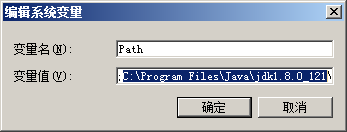 编辑系统变量
变量名(N):
Path
变量值(V):
;C:\Program Files\Java\jdk1.8.0_121\
确定
取消